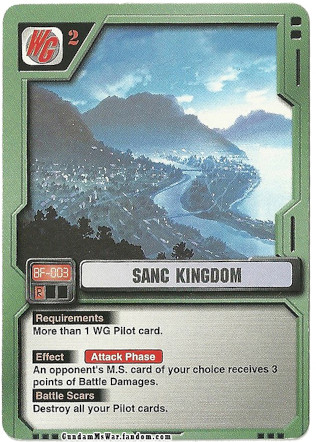 WG 2
BF-003
R
SANC KINGDOM
Requirements
More than 1 WG Pilot card.
Effect Attack Phase
An opponent's M.S. card of your choice receives 3
points of Battle Damages.
Battle Scars
Destroy all your Pilot cards.
GundamMsWar.fandom.com